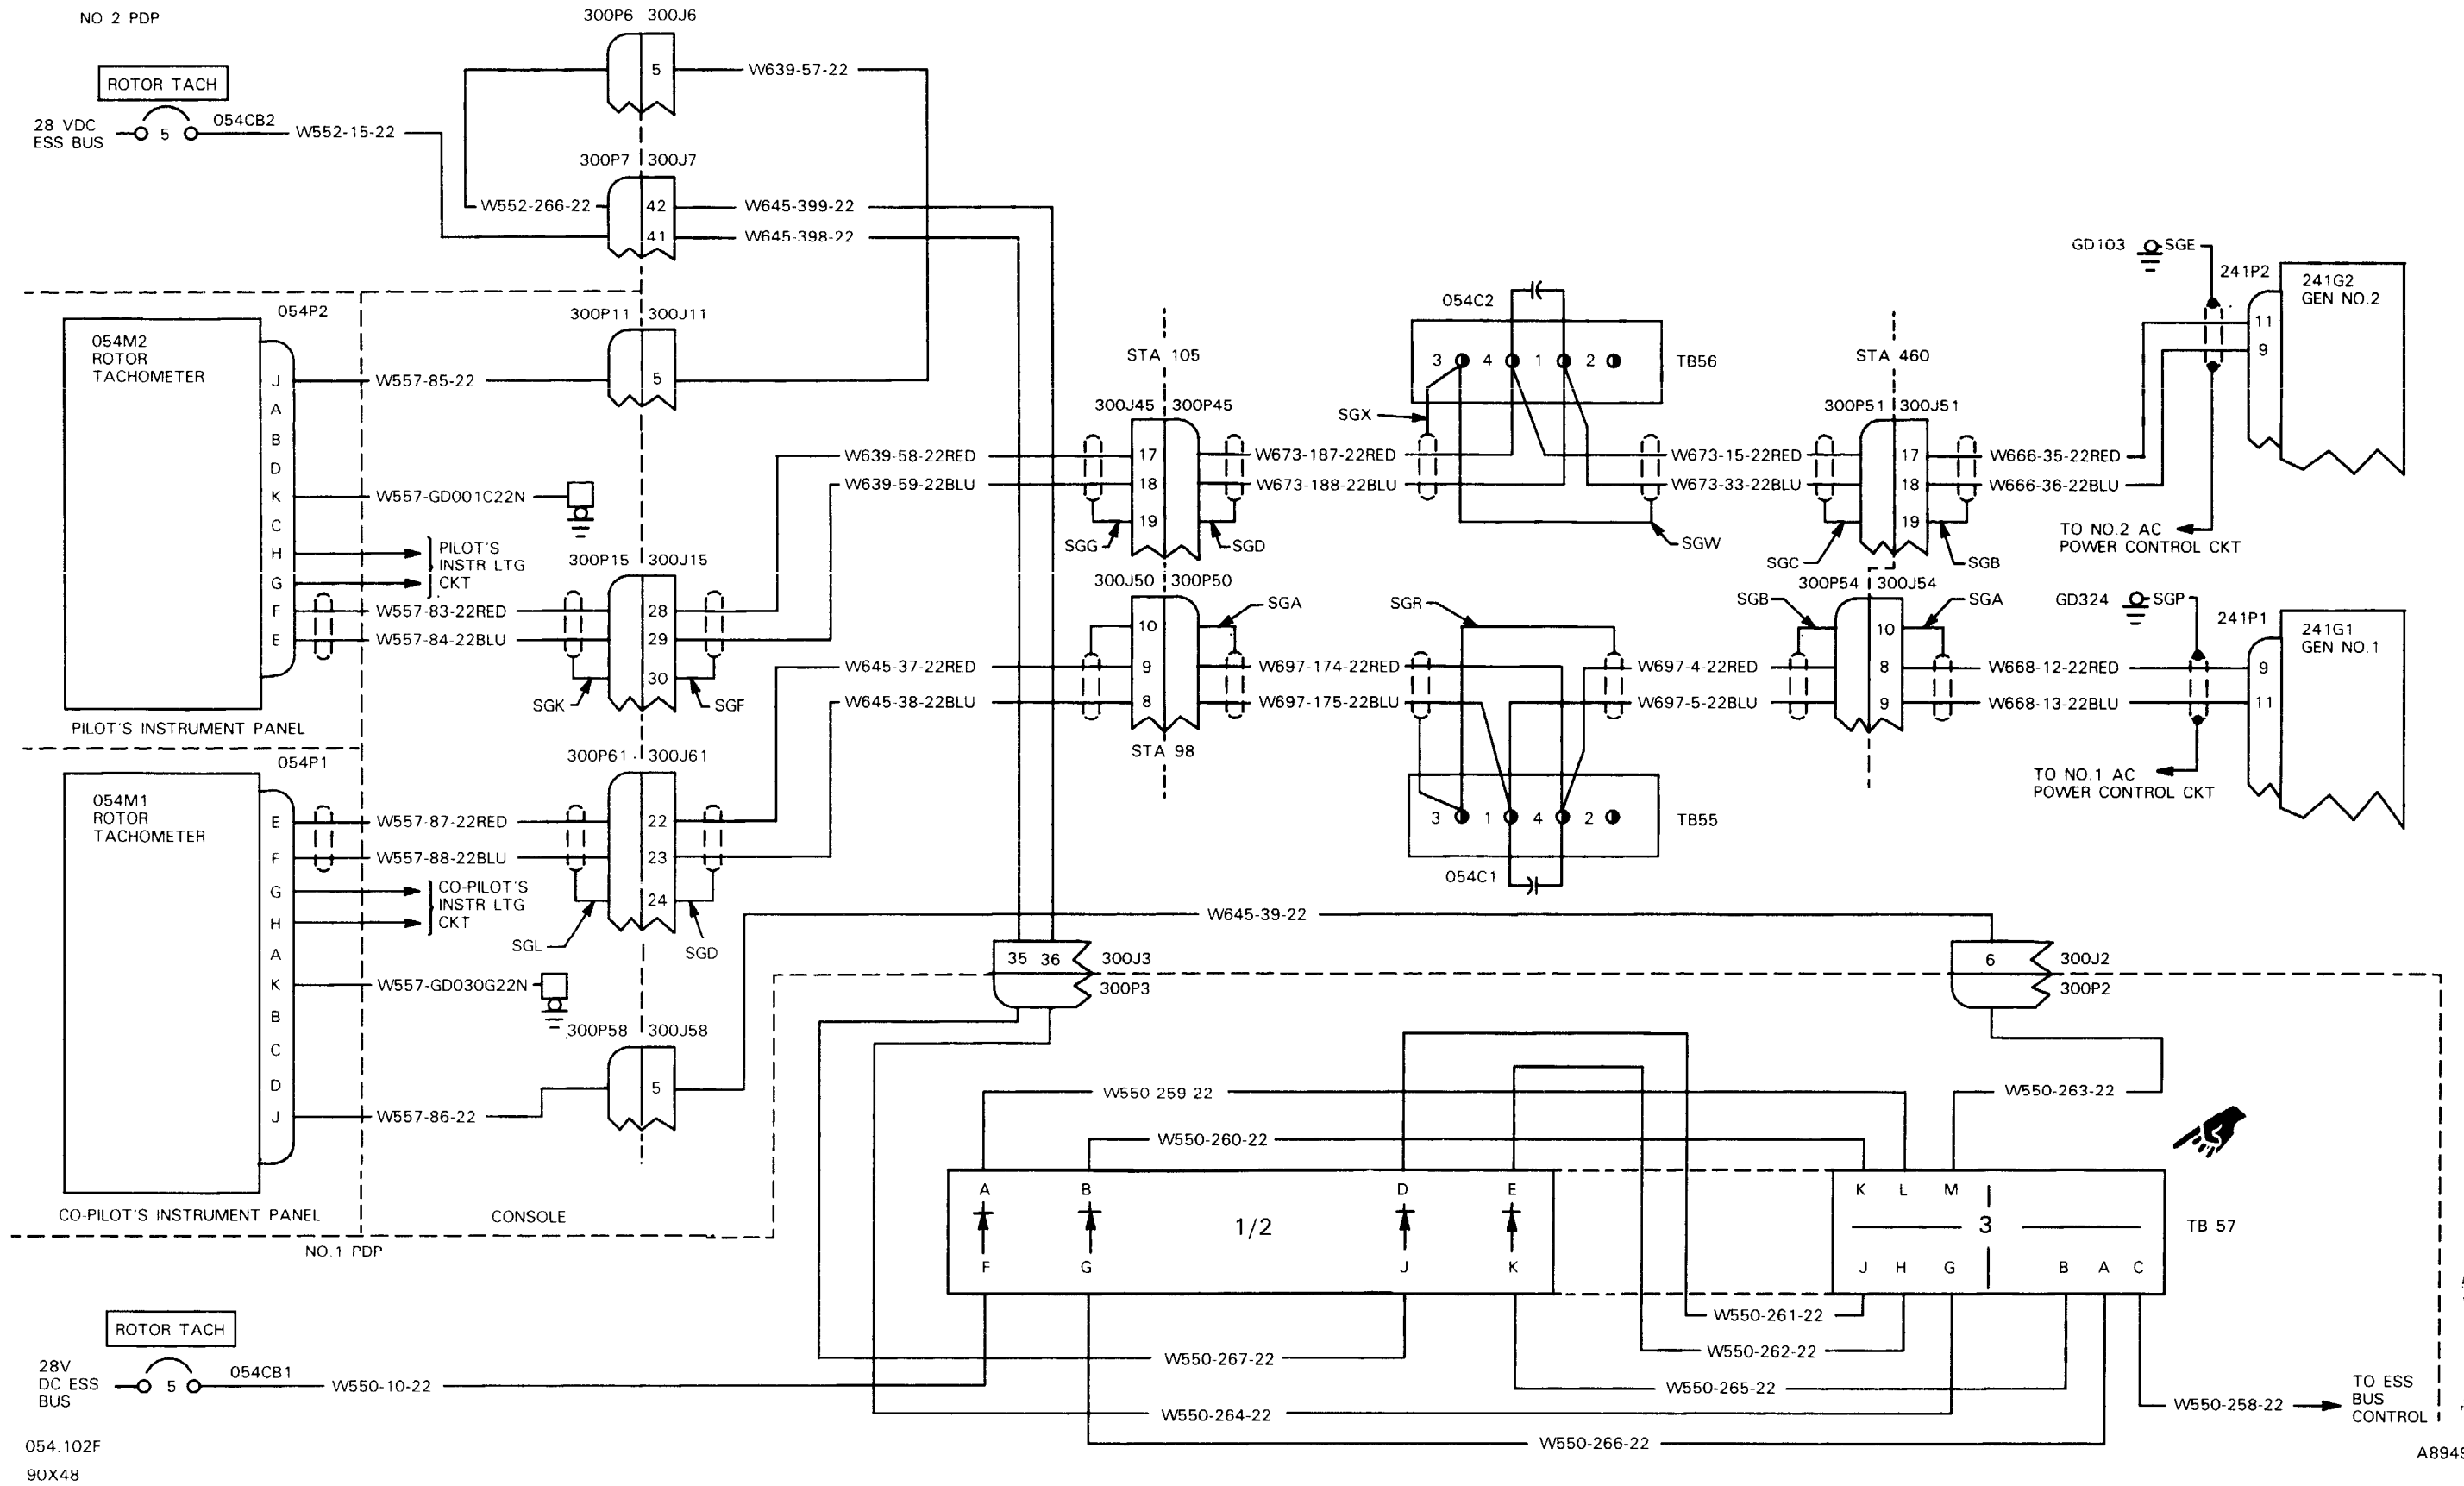 NO 2 PDP
300P6 300J6
ROTOR TACH
5
W639-57-22
28 VDC
ESS BUS
5
054CB2
W552-15-22
300P7 300J7
W552-266-22
42
W645-399-22
41
W645-398-22
054P2
300P11 300J11
054M2
ROTOR
TACHOMETER
J
W557-85-22
5
A
B
D
K
W557-GD001C22N
C
H
PILOT'S
INSTR LTG
CKT
G
F
W557-83-22RED
E
W557-84-22BLU
300P15 300J15
28
29
30
SGK
SGF
PILOT'S INSTRUMENT PANEL
W639-58-22RED
W639-59-22BLU
W645-37-22RED
W645-38-22BLU
STA 105
300J45 300P45
17
18
19
SGG
SGD
W673-187-22RED
W673-188-22BLU
300J50 300P50
10
9
8
SGA
STA 98
W697-174-22RED
W697-175-22BLU
054C2
3 4 1 2
TB56
SGX
SGW
W673-15-22RED
W673-33-22BLU
STA 460
300P51 300J51
17
18
19
SGC
SGB
W666-35-22RED
W666-36-22BLU
GD103
SGE
241P2
241G2
GEN NO.2
11
9
TO NO.2 AC
POWER CONTROL CKT
SGR
W697-4-22RED
W697-5-22BLU
300P54 300J54
SGB
SGA
10
8
9
W668-12-22RED
W668-13-22BLU
GD324
SGP
241P1
241G1
GEN NO.1
9
11
TO NO.1 AC
POWER CONTROL CKT
3 1 4 2
TB55
054C1
054P1
054M1
ROTOR
TACHOMETER
E
W557-87-22RED
F
W557-88-22BLU
G
CO-PILOT'S
INSTR LTG
CKT
H
A
K
W557-GD030G22N
B
C
D
J
W557-86-22
300P61 300J61
22
23
24
SGL
SGD
300P58 300J58
5
CO-PILOT'S INSTRUMENT PANEL
CONSOLE
NO.1 PDP
W645-39-22
35 36
300J3
300P3
6
300J2
300P2
W550-259-22
W550-263-22
W550-260-22
A B D E
1/2
F G J K
K L M
3
J H G B A C
TB 57
W550-261-22
W550-262-22
W550-267-22
W550-265-22
W550-264-22
W550-266-22
W550-258-22
TO ESS
BUS
CONTROL
ROTOR TACH
28V
DC ESS
BUS
5
054CB1
W550-10-22
054.102F
90X48